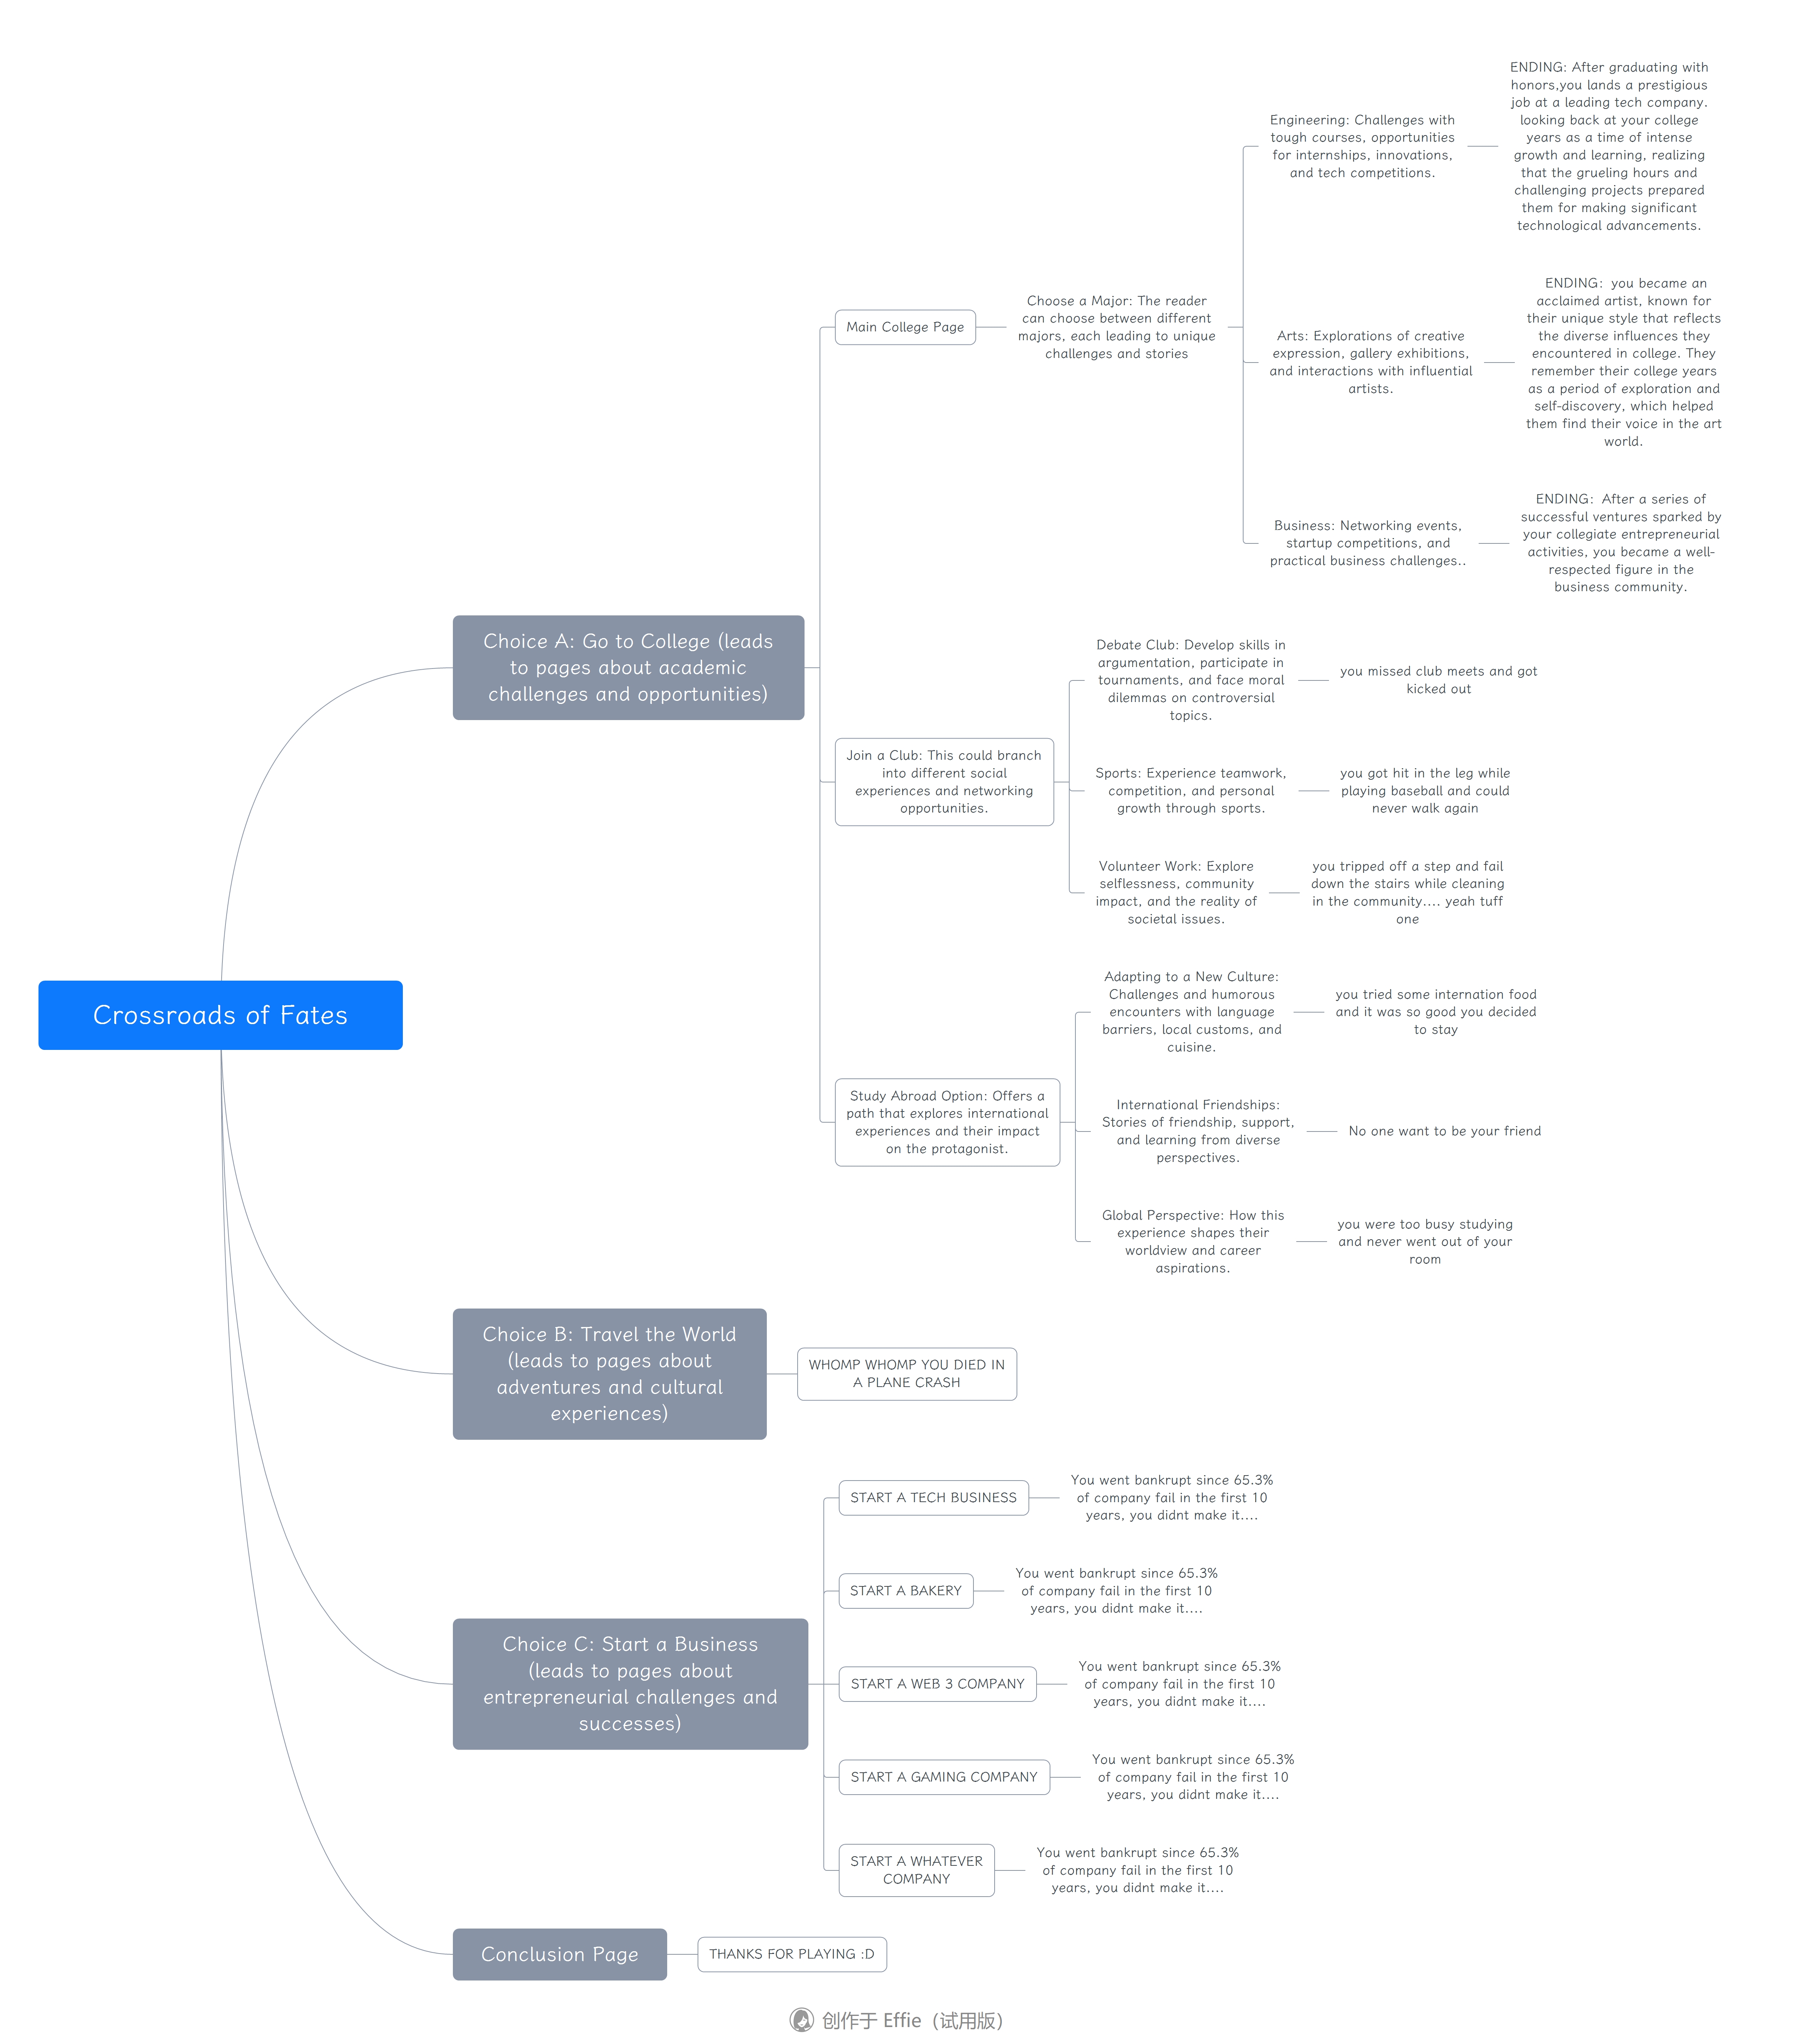 Crossroads of Fates
Choice A: Go to College (leads
to pages about academic
challenges and opportunities)
Main College Page
Choose a Major: The reader
can choose between different
majors, each leading to unique
challenges and stories
Engineering: Challenges with
tough courses, opportunities
for internships, innovations,
and tech competitions.
ENDING: After graduating with
honors,you lands a prestigious
job at a leading tech company.
looking back at your college
years as a time of intense
growth and learning, realizing
that the grueling hours and
challenging projects prepared
them for making significant
technological advancements.
Arts: Explorations of creative
expression, gallery exhibitions,
and interactions with influential
artists.
ENDING:  you became an
acclaimed artist, known for
their unique style that reflects
the diverse influences they
encountered in college. They
remember their college years
as a period of exploration and
self-discovery, which helped
them find their voice in the art
world.
Business: Networking events,
startup competitions, and
practical business challenges..
ENDING:  After a series of
successful ventures sparked by
your collegiate entrepreneurial
activities, you became a well-
respected figure in the
business community.
Join a Club: This could branch
into different social
experiences and networking
opportunities.
Debate Club: Develop skills in
argumentation, participate in
tournaments, and face moral
dilemmas on controversial
topics.
you missed club meets and got
kicked out
Sports: Experience teamwork,
competition, and personal
growth through sports.
you got hit in the leg while
playing baseball and could
never walk again
Volunteer Work: Explore
selflessness, community
impact, and the reality of
societal issues.
you tripped off a step and fail
down the stairs while cleaning
in the community.... yeah tuff
one
Study Abroad Option: Offers a
path that explores international
experiences and their impact
on the protagonist.
Adapting to a New Culture:
Challenges and humorous
encounters with language
barriers, local customs, and
cuisine.
you tried some internation food
and it was so good you decided
to stay
International Friendships:
Stories of friendship, support,
and learning from diverse
perspectives.
No one want to be your friend
Global Perspective: How this
experience shapes their
worldview and career
aspirations.
you were too busy studying
and never went out of your
room
Choice B: Travel the World
(leads to pages about
adventures and cultural
experiences)
WHOMP WHOMP YOU DIED IN
A PLANE CRASH
Choice C: Start a Business
(leads to pages about
entrepreneurial challenges and
successes)
START A TECH BUSINESS
You went bankrupt since 65.3%
of company fail in the first 10
years, you didnt make it....
START A BAKERY
You went bankrupt since 65.3%
of company fail in the first 10
years, you didnt make it....
START A WEB 3 COMPANY
You went bankrupt since 65.3%
of company fail in the first 10
years, you didnt make it....
START A GAMING COMPANY
You went bankrupt since 65.3%
of company fail in the first 10
years, you didnt make it....
START A WHATEVER
COMPANY
You went bankrupt since 65.3%
of company fail in the first 10
years, you didnt make it....
Conclusion Page
THANKS FOR PLAYING :D
创作于 Effie（试用版）